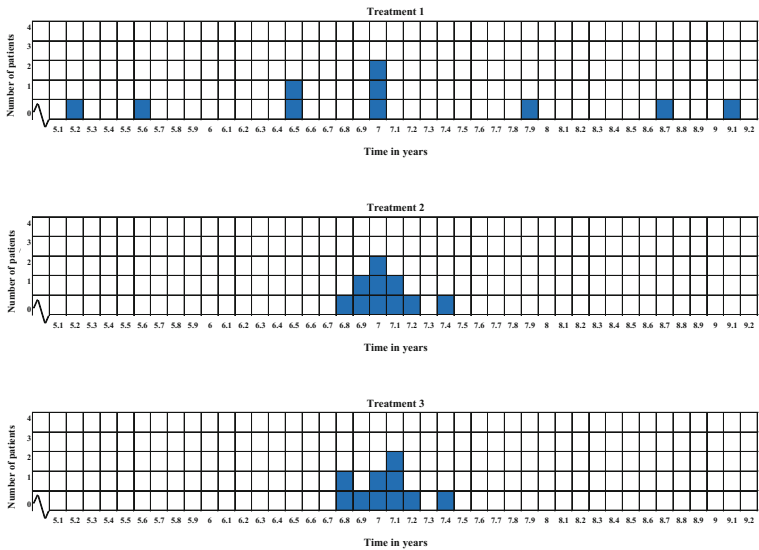 Treatment 1
Number of patients
4
3
2
1
0
5.1 5.2 5.3 5.4 5.5 5.6 5.7 5.8 5.9 6 6.1 6.2 6.3 6.4 6.5 6.6 6.7 6.8 6.9 7 7.1 7.2 7.3 7.4 7.5 7.6 7.7 7.8 7.9 8 8.1 8.2 8.3 8.4 8.5 8.6 8.7 8.8 8.9 9 9.1 9.2
Time in years
Treatment 2
Number of patients
4
3
2
1
0
5.1 5.2 5.3 5.4 5.5 5.6 5.7 5.8 5.9 6 6.1 6.2 6.3 6.4 6.5 6.6 6.7 6.8 6.9 7 7.1 7.2 7.3 7.4 7.5 7.6 7.7 7.8 7.9 8 8.1 8.2 8.3 8.4 8.5 8.6 8.7 8.8 8.9 9 9.1 9.2
Time in years
Treatment 3
Number of patients
4
3
2
1
0
5.1 5.2 5.3 5.4 5.5 5.6 5.7 5.8 5.9 6 6.1 6.2 6.3 6.4 6.5 6.6 6.7 6.8 6.9 7 7.1 7.2 7.3 7.4 7.5 7.6 7.7 7.8 7.9 8 8.1 8.2 8.3 8.4 8.5 8.6 8.7 8.8 8.9 9 9.1 9.2
Time in years